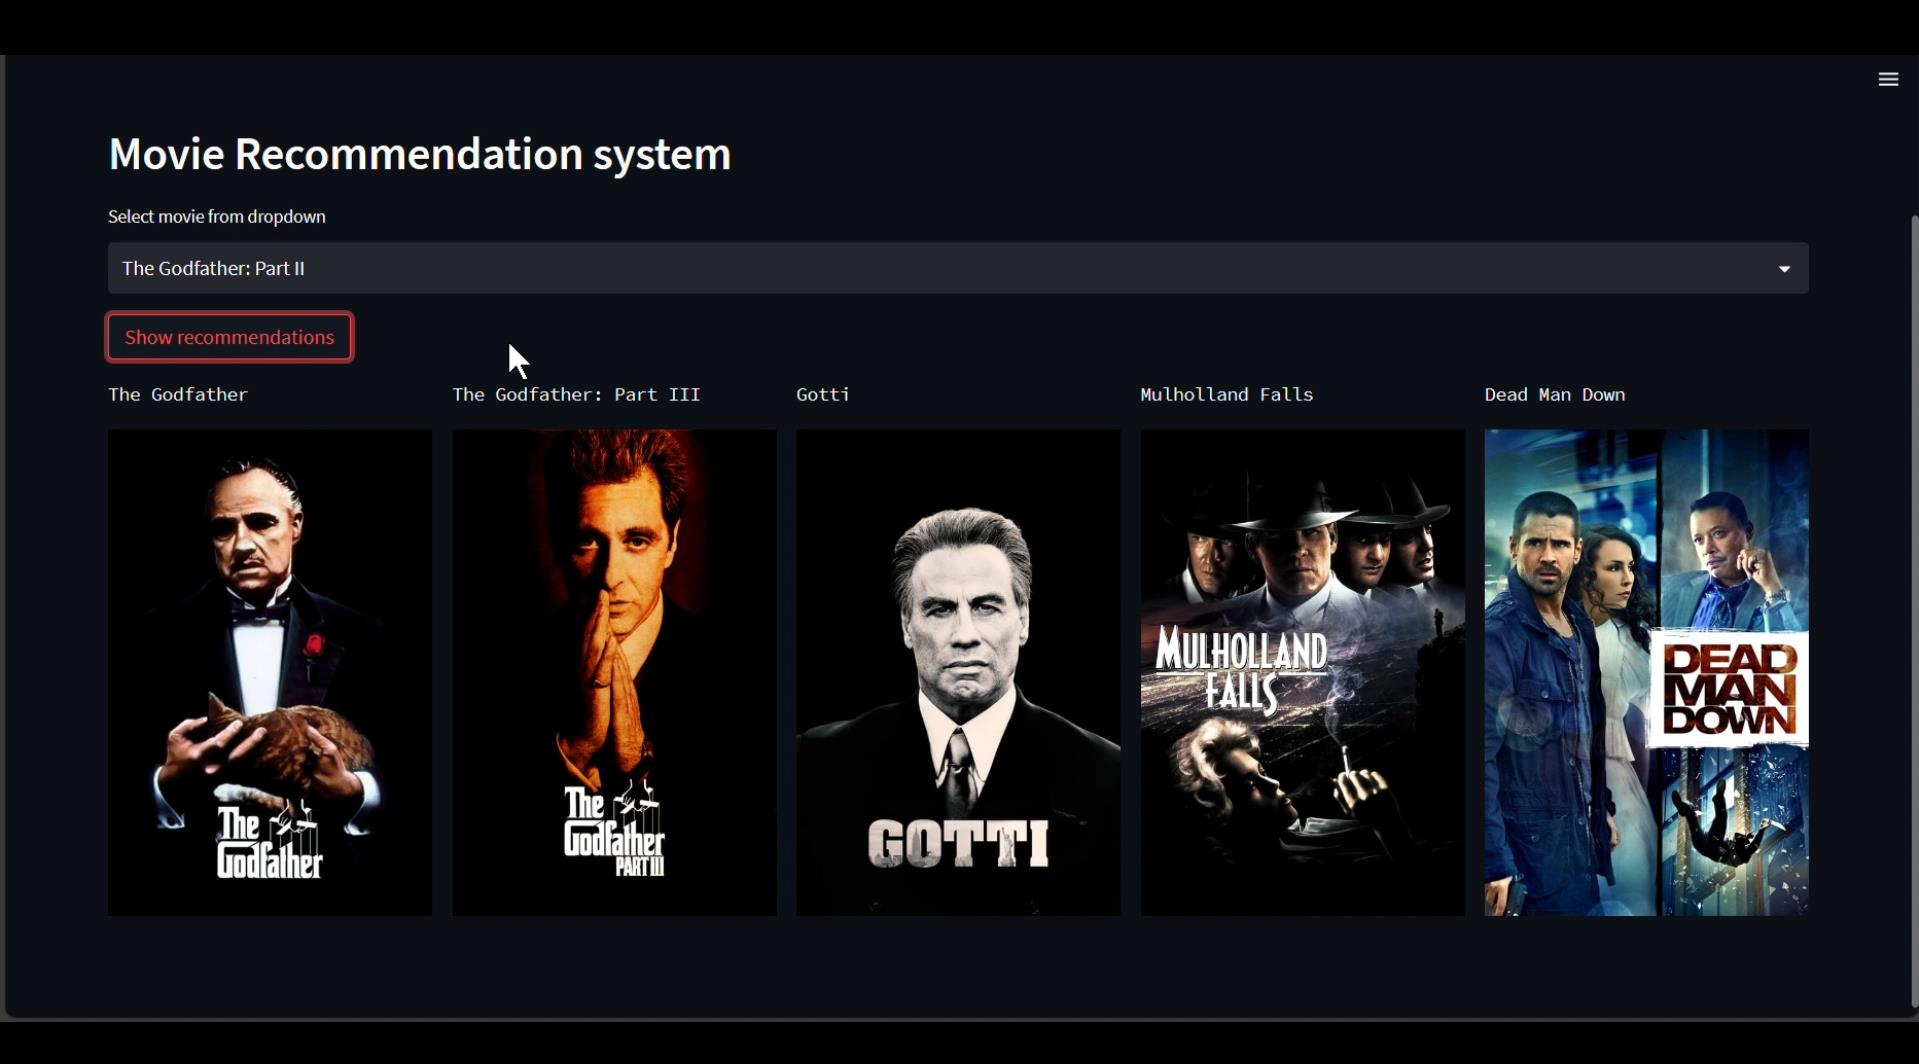 Movie Recommendation system
Select movie from dropdown
The Godfather: Part II
Show recommendations
The Godfather
The Godfather: Part III
Gotti
Mulholland Falls
Dead Man Down
The
Godfather
The
Godfather
PART III
GOTTI
MULHOLLAND
FALLS
DEAD
MAN
DOWN